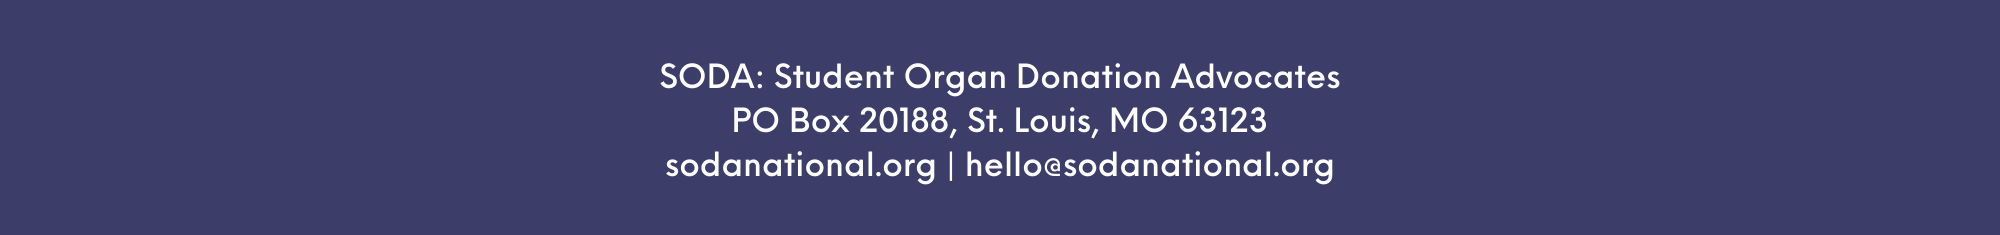 SODA: Student Organ Donation Advocates
PO Box 20188, St. Louis, MO 63123
sodanational.org | hello@sodanational.org